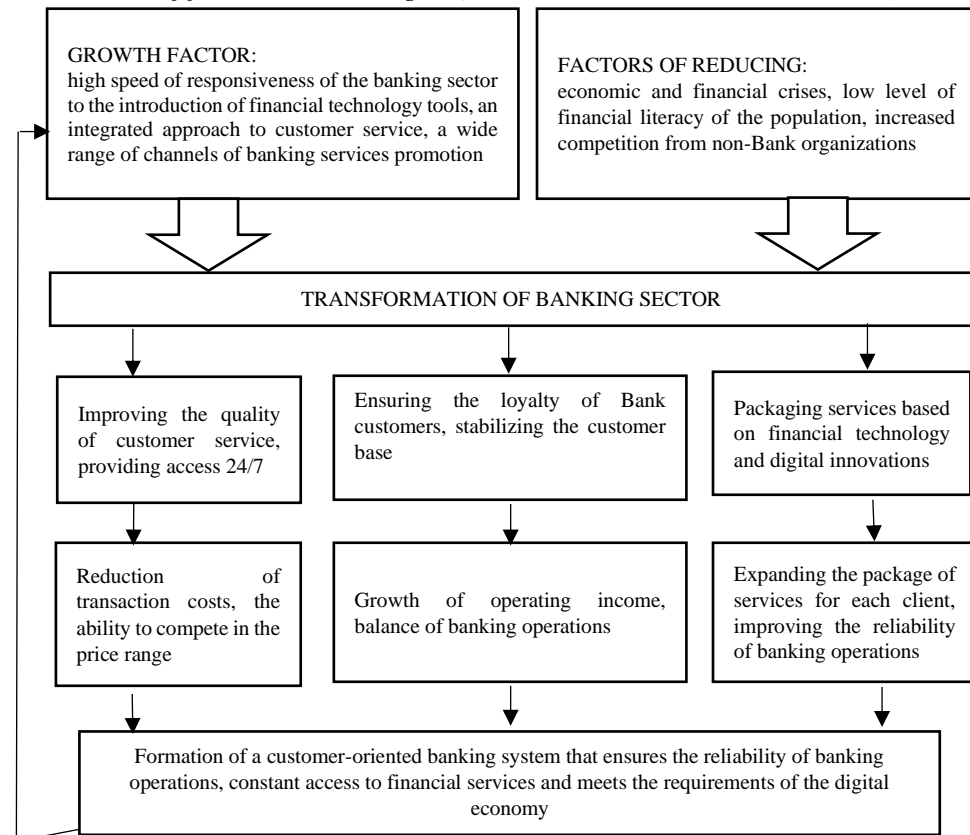 GROWTH FACTOR:
high speed of responsiveness of the banking sector
to the introduction of financial technology tools, an
integrated approach to customer service, a wide
range of channels of banking services promotion
FACTORS OF REDUCING:
economic and financial crises, low level of
financial literacy of the population, increased
competition from non-Bank organizations
TRANSFORMATION OF BANKING SECTOR
Improving the quality
of customer service,
providing access 24/7
Ensuring the loyalty of Bank
customers, stabilizing the customer
base
Packaging services based
on financial technology
and digital innovations
Reduction of
transaction costs, the
ability to compete in the
price range
Growth of operating income,
balance of banking operations
Expanding the package of
services for each client,
improving the reliability
of banking operations
Formation of a customer-oriented banking system that ensures the reliability of banking
operations, constant access to financial services and meets the requirements of the digital
economy